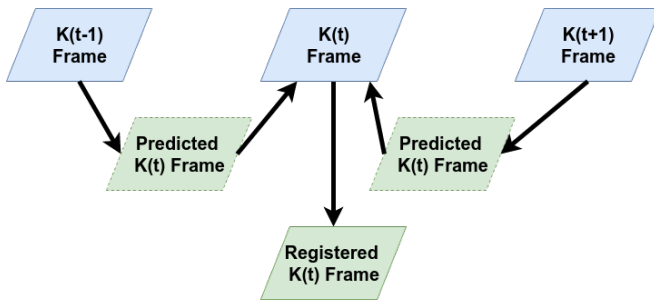 K(t-1)
Frame
K(t)
Frame
K(t+1)
Frame
Predicted
K(t) Frame
Predicted
K(t) Frame
Registered
K(t) Frame